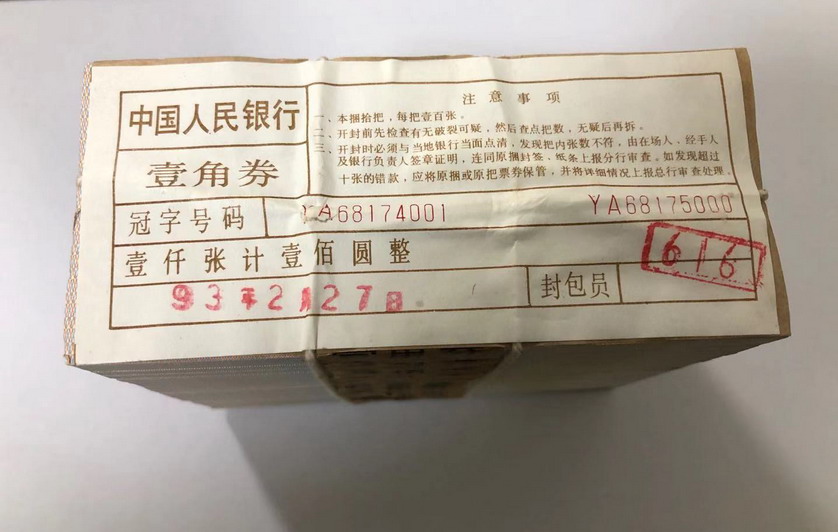 中国人民银行
壹角券
注意事项
一、本捆拾把，每把壹百张。
二、开封前先检查有无破裂可疑，然后查点把数，无疑后再拆。
三、开封时必须与当地银行当面点清，发现把内张数不符，由在场人，经手人
及银行负责人签章证明，连同原捆封签，纸条上报分行审查。如发现超过
十张的错款，应将原捆或原把票券保管，并将详细情况上报总行审查处理。
冠字号码
YA68174001
YA68175000
壹仟张计壹佰圆整
616
93年2月27日
封包员